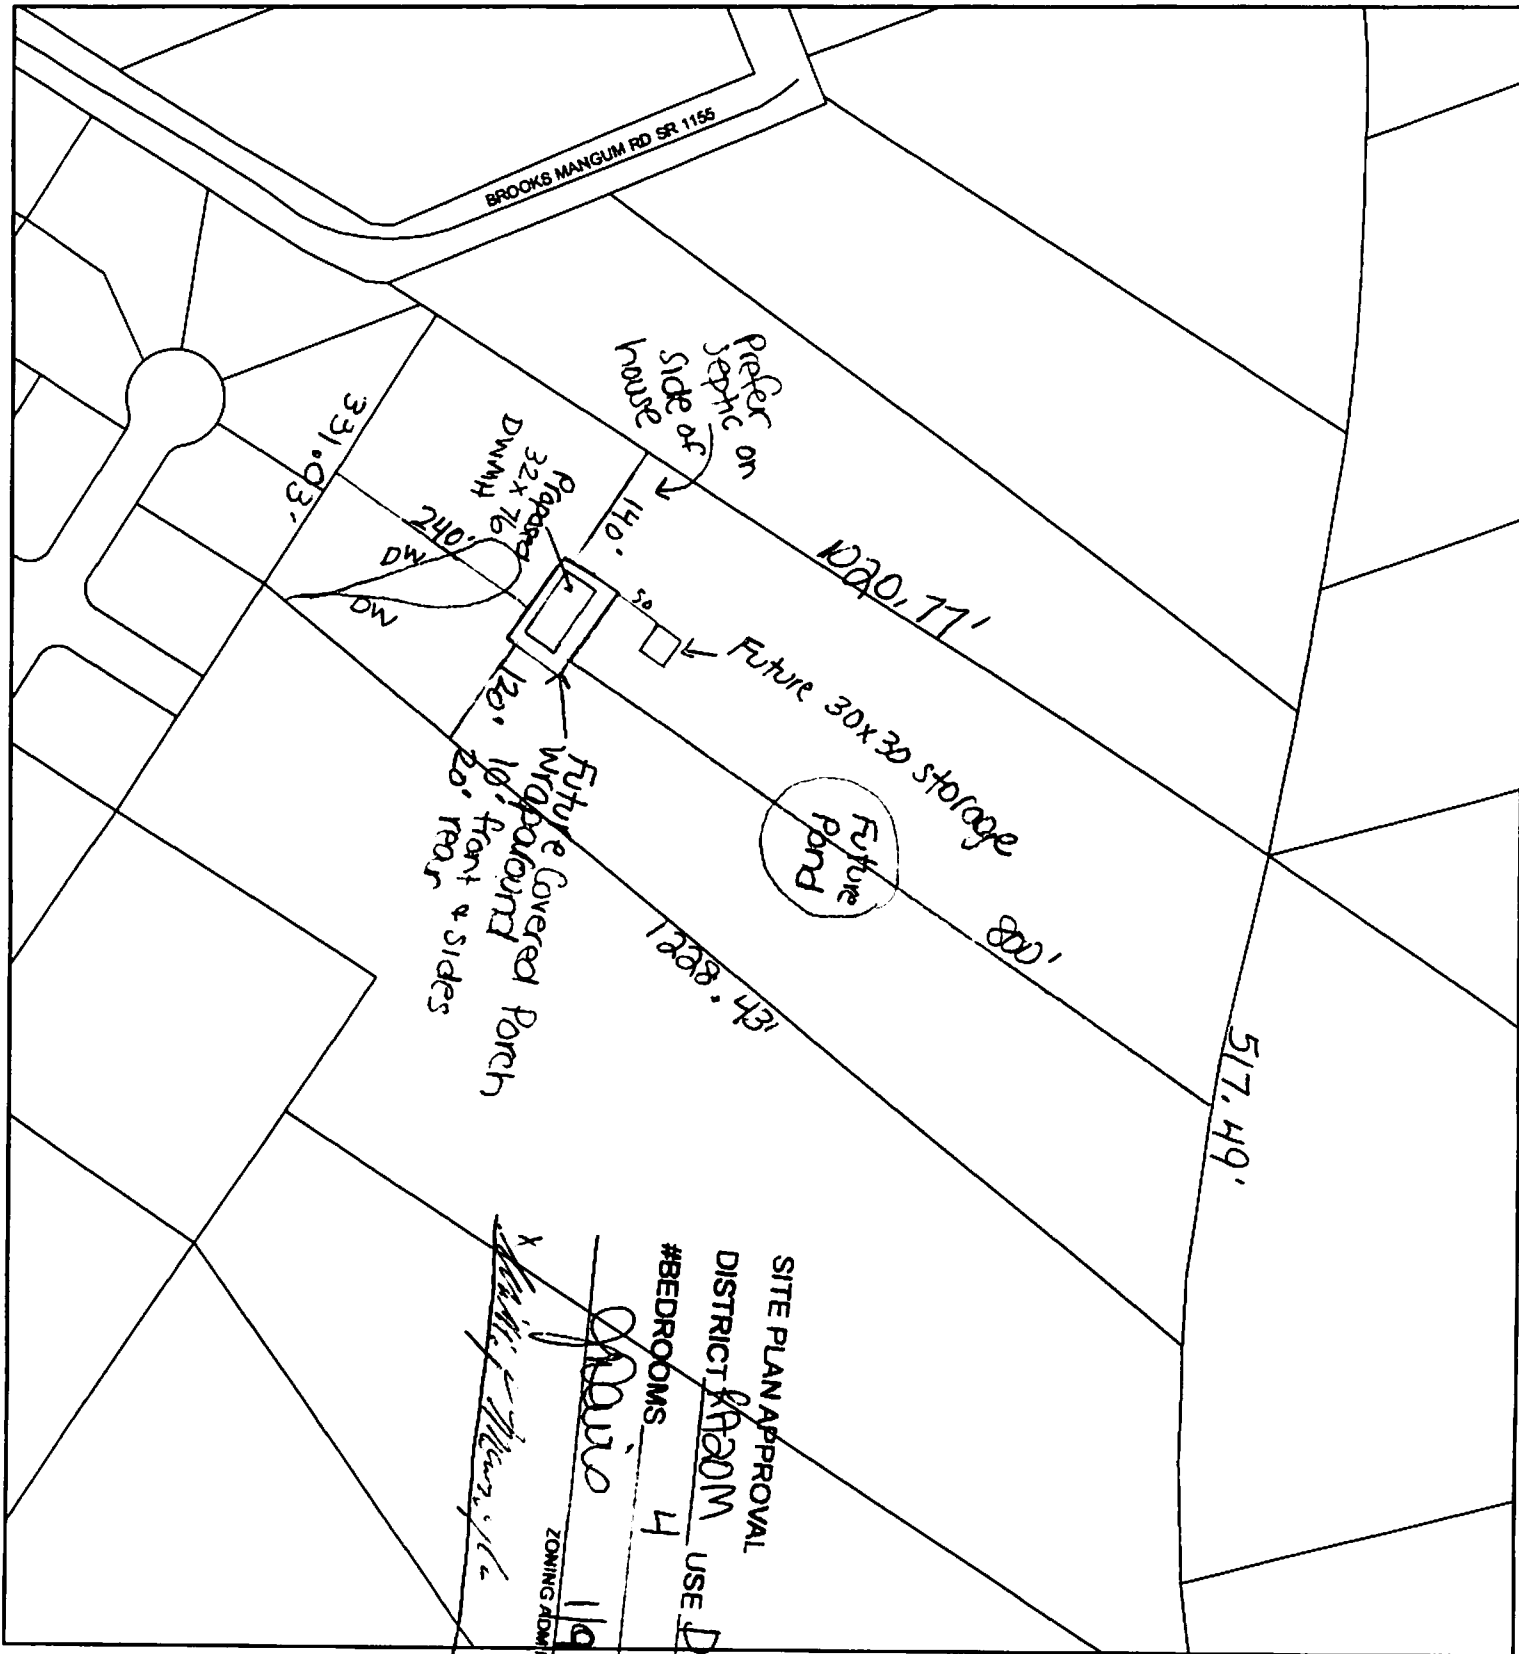 BROOKS MANGUM RD SR 1155
Prefer
septic on
side of
house
Proposed
32x76
DWMH
331.03'
240'
DW
DW
140'
50
1020.77'
Future 30x30 storage
Future
Pond
800'
120'
Future Covered Porch
Wraparound
10' front & sides
20' rear
1228.43'
517.49'
SITE PLAN APPROVAL
DISTRICT RA20M USE D
#BEDROOMS 4
ZONING ADM
X